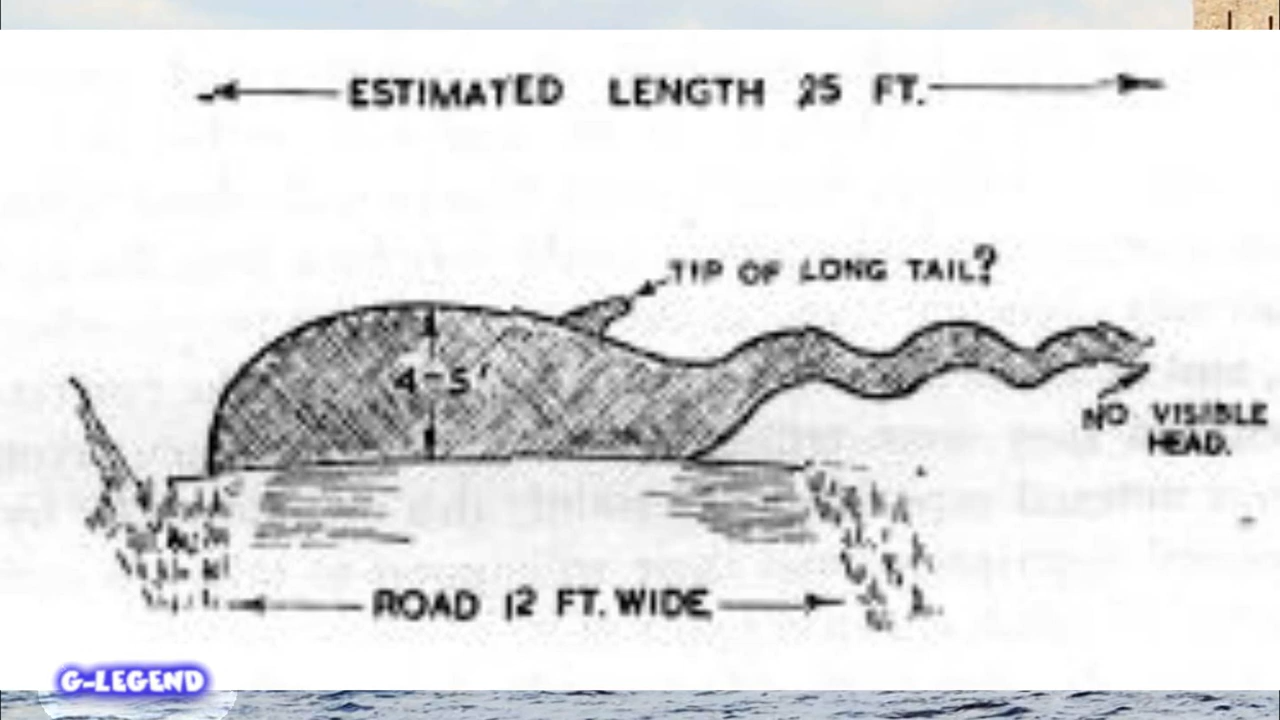 ESTIMATED LENGTH 25 FT.
TIP OF LONG TAIL?
4-5'
NO VISIBLE
HEAD.
ROAD 12 FT. WIDE
G-LEGEND